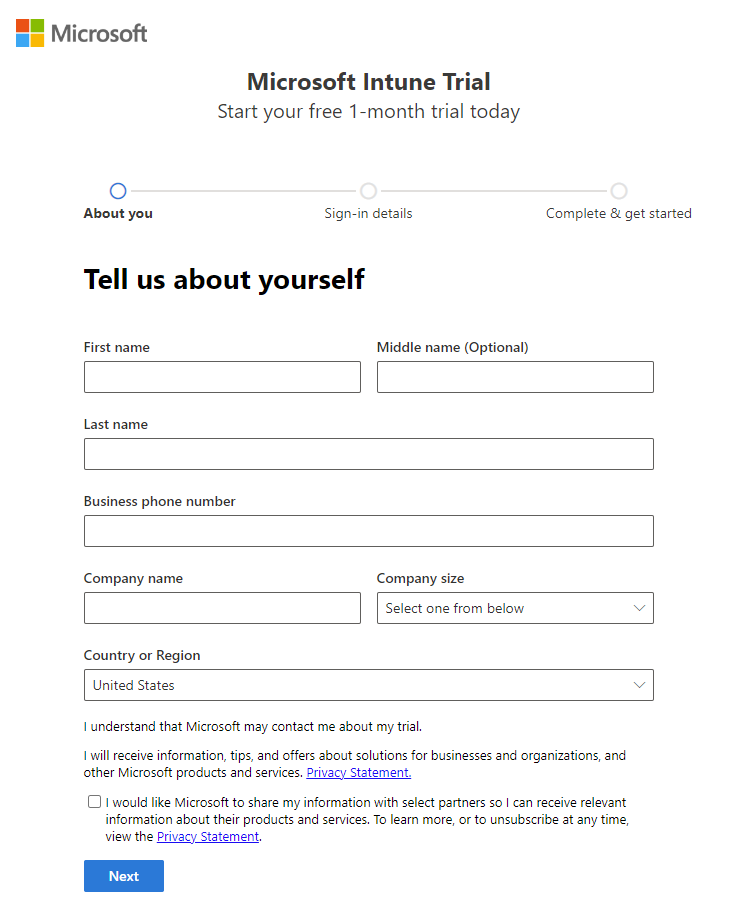 Microsoft
Microsoft Intune Trial
Start your free 1-month trial today
About you
Sign-in details
Complete & get started
Tell us about yourself
First name
Middle name (Optional)
Last name
Business phone number
Company name
Company size
Select one from below
Country or Region
United States
I understand that Microsoft may contact me about my trial.
I will receive information, tips, and offers about solutions for businesses and organizations, and
other Microsoft products and services. Privacy Statement.
I would like Microsoft to share my information with select partners so I can receive relevant
information about their products and services. To learn more, or to unsubscribe at any time,
view the Privacy Statement.
Next